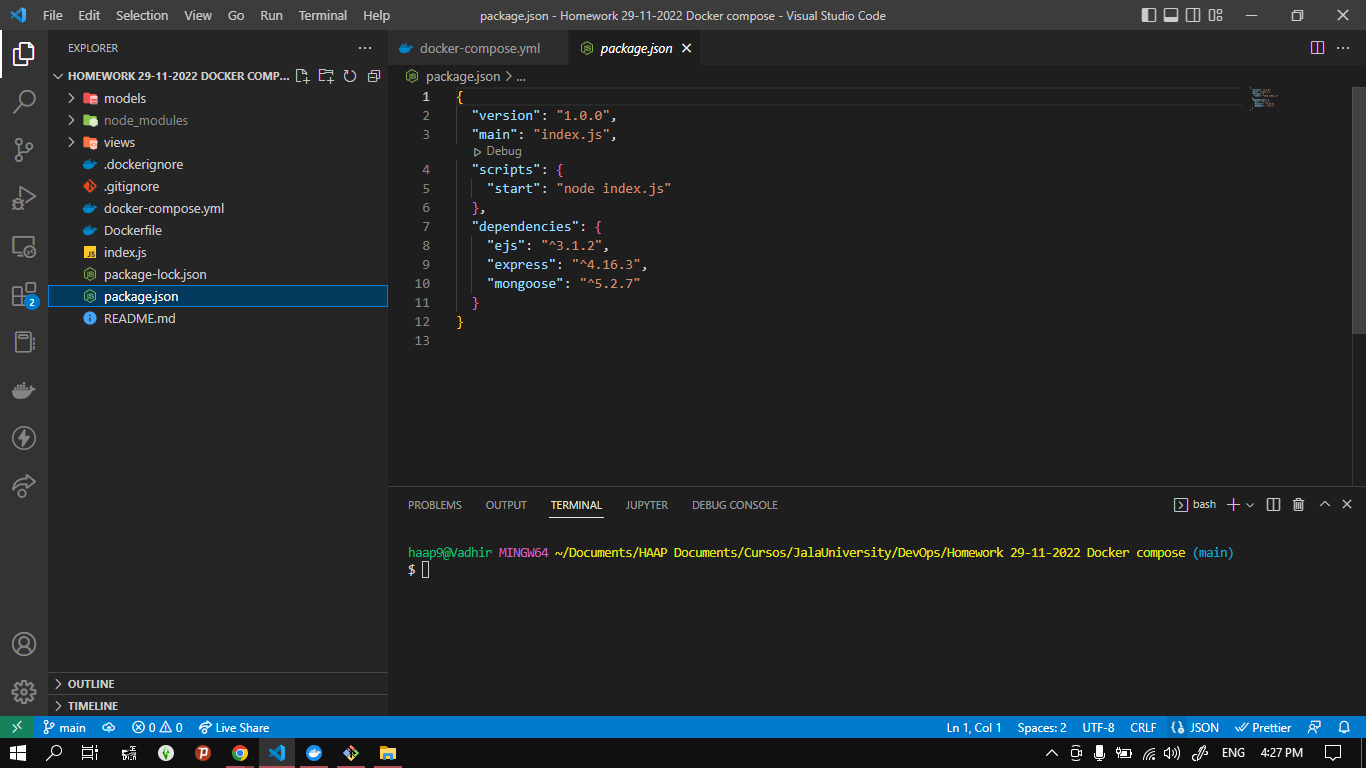 File Edit Selection View Go Run Terminal Help
package.json - Homework 29-11-2022 Docker compose - Visual Studio Code
EXPLORER
HOMEWORK 29-11-2022 DOCKER COMP...
models
node_modules
views
.dockerignore
.gitignore
docker-compose.yml
Dockerfile
JS index.js
package-lock.json
package.json
README.md
2
OUTLINE
TIMELINE
docker-compose.yml
package.json
package.json > ...
1 {
2 "version": "1.0.0",
3 "main": "index.js",
Debug
4 "scripts": {
5 "start": "node index.js"
6 },
7 "dependencies": {
8 "ejs": "^3.1.2",
9 "express": "^4.16.3",
10 "mongoose": "^5.2.7"
11 }
12 }
13
PROBLEMS OUTPUT TERMINAL JUPYTER DEBUG CONSOLE
bash
haap9@Vadhir MINGW64 ~/Documents/HAAP Documents/Cursos/JalaUniversity/DevOps/Homework 29-11-2022 Docker compose (main)
$
main 0 0 Live Share
Ln 1, Col 1 Spaces: 2 UTF-8 CRLF {} JSON Prettier
ENG 4:27 PM